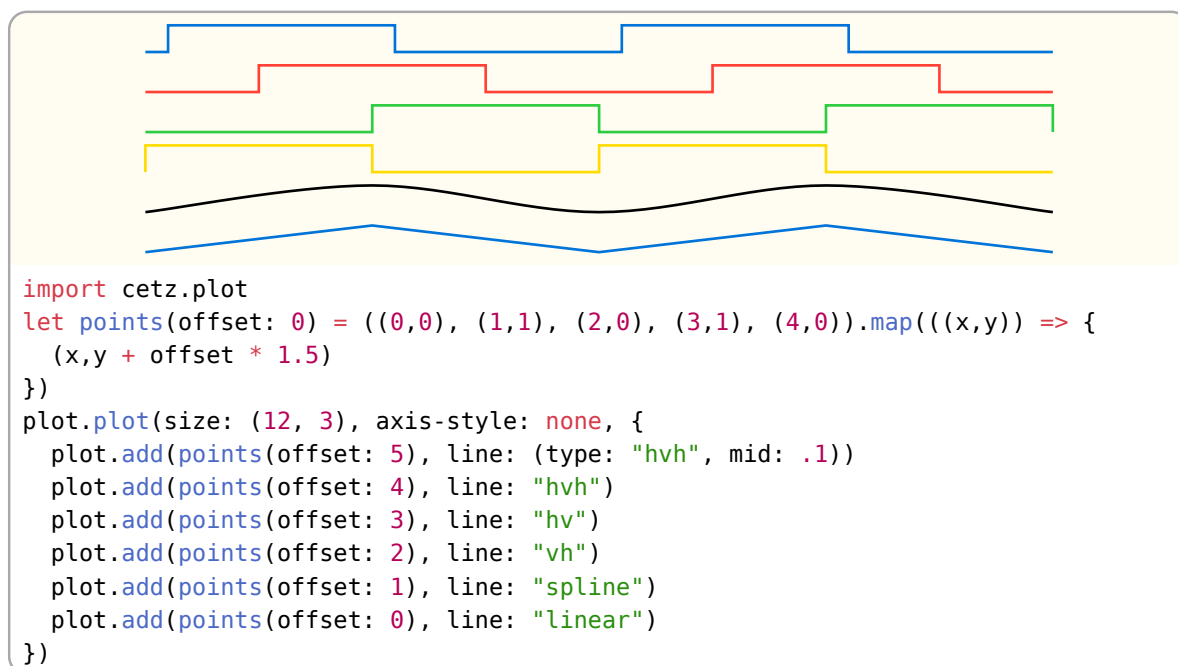 import cetz.plot
let points(offset: 0) = ((0,0), (1,1), (2,0), (3,1), (4,0)).map(((x,y)) => {
  (x,y + offset * 1.5)
})
plot.plot(size: (12, 3), axis-style: none, {
  plot.add(points(offset: 5), line: (type: "hvh", mid: .1))
  plot.add(points(offset: 4), line: "hvh")
  plot.add(points(offset: 3), line: "hv")
  plot.add(points(offset: 2), line: "vh")
  plot.add(points(offset: 1), line: "spline")
  plot.add(points(offset: 0), line: "linear")
})